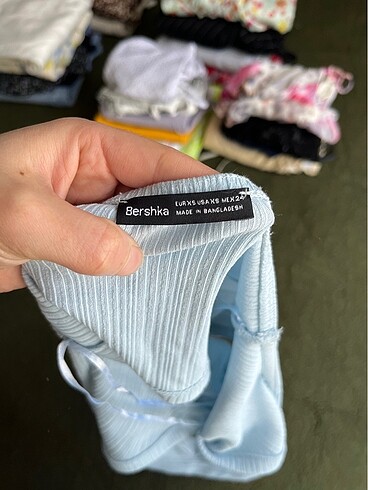 Bershka
EUR XS USA XS MEX 24
MADE IN BANGLADESH